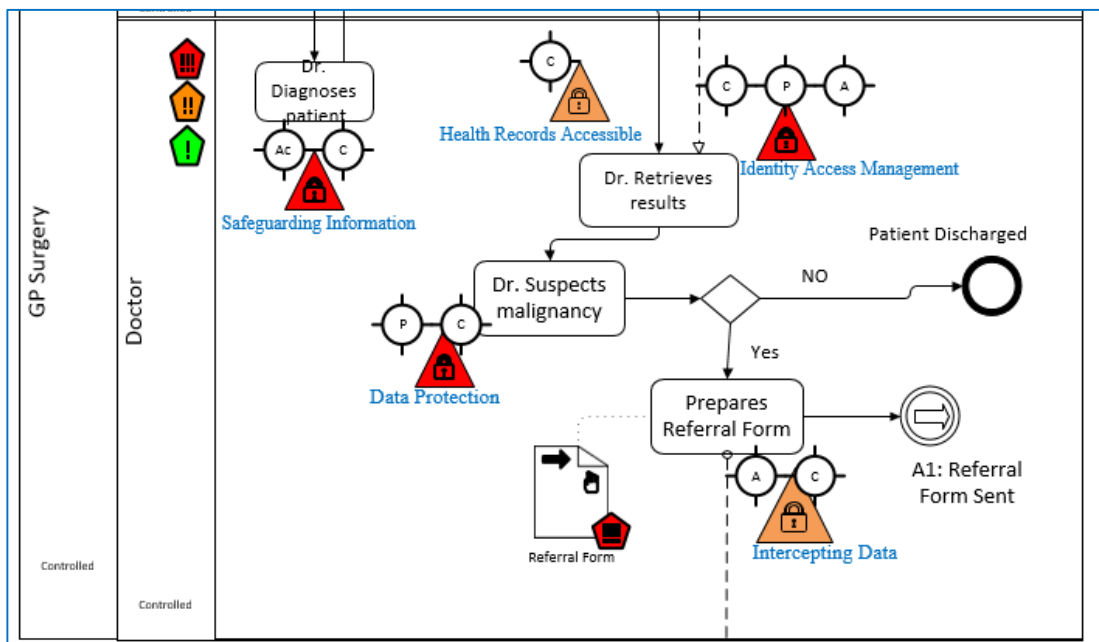 Controlled
!!!
!!
!
Dr.
Diagnoses
patient
Ac
C
Safeguarding Information
C
Health Records Accessible
C
P
A
Identity Access Management
Dr. Retrieves
results
Patient Discharged
GP Surgery
Doctor
Dr. Suspects
malignancy
NO
P
C
Data Protection
Yes
Prepares
Referral Form
A1: Referral
Form Sent
A
C
Intercepting Data
Referral Form
Controlled
Controlled